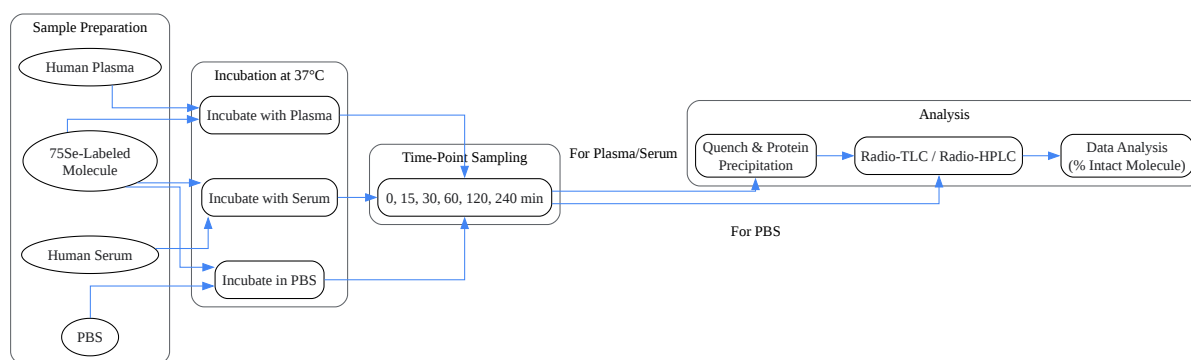 Sample Preparation
Human Plasma
75Se-Labeled
Molecule
Human Serum
PBS
Incubation at 37°C
Incubate with Plasma
Incubate with Serum
Incubate in PBS
Time-Point Sampling
0, 15, 30, 60, 120, 240 min
For Plasma/Serum
For PBS
Analysis
Quench & Protein
Precipitation
Radio-TLC / Radio-HPLC
Data Analysis
(% Intact Molecule)